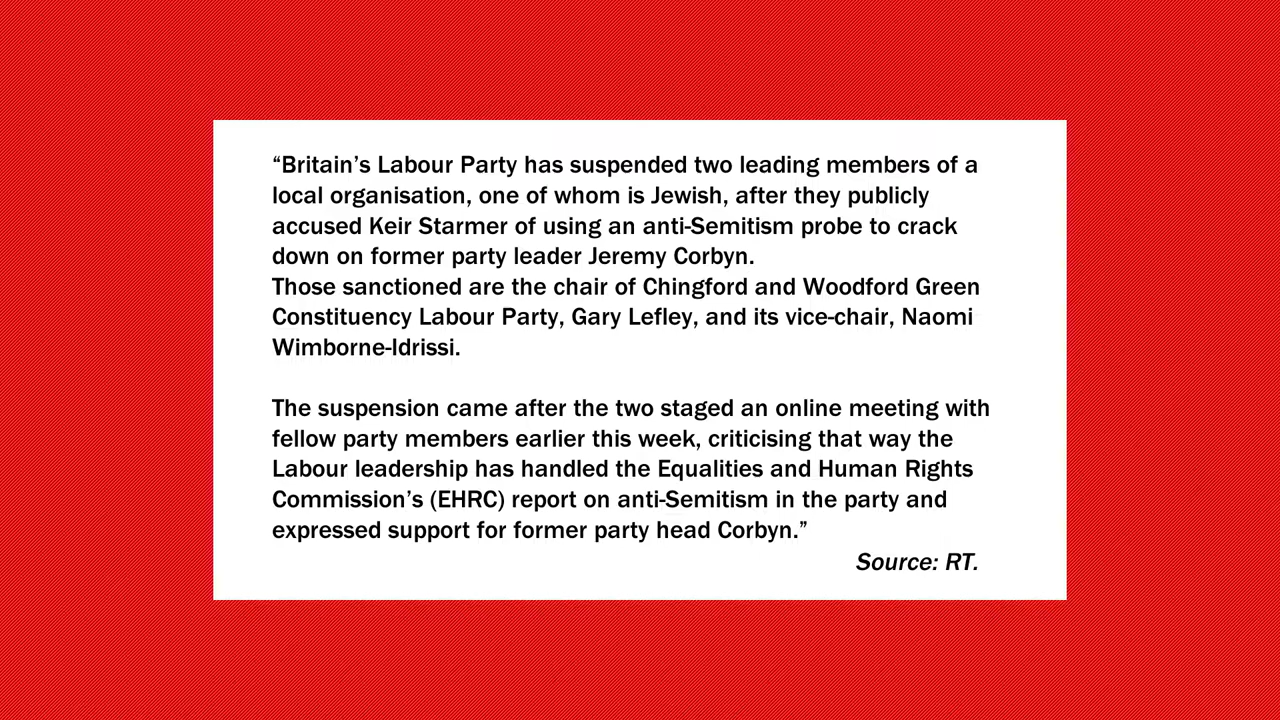 “Britain’s Labour Party has suspended two leading members of a
local organisation, one of whom is Jewish, after they publicly
accused Keir Starmer of using an anti-Semitism probe to crack
down on former party leader Jeremy Corbyn.
Those sanctioned are the chair of Chingford and Woodford Green
Constituency Labour Party, Gary Lefley, and its vice-chair, Naomi
Wimborne-Idrissi.
The suspension came after the two staged an online meeting with
fellow party members earlier this week, criticising that way the
Labour leadership has handled the Equalities and Human Rights
Commission’s (EHRC) report on anti-Semitism in the party and
expressed support for former party head Corbyn.”
Source: RT.